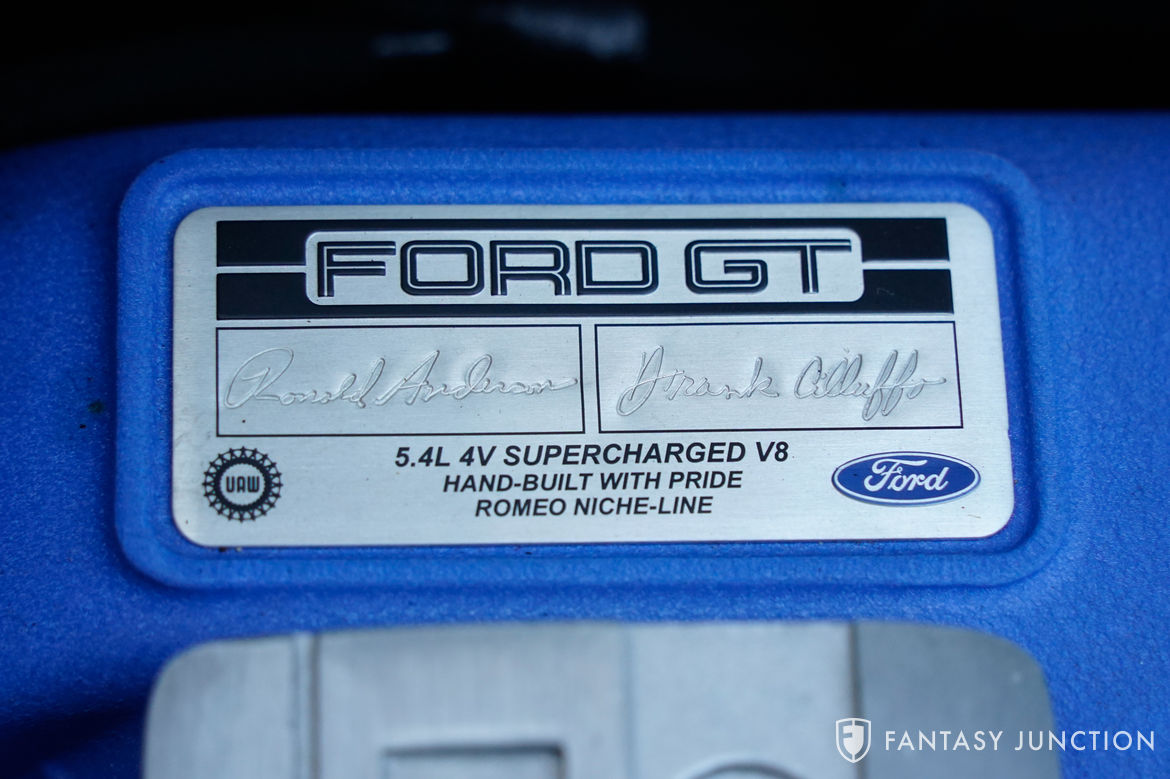 FORD GT
Ronald Anderson
Frank Cilluffo
5.4L 4V SUPERCHARGED V8
HAND-BUILT WITH PRIDE
ROMEO NICHE-LINE
UAW
Ford
FANTASY JUNCTION